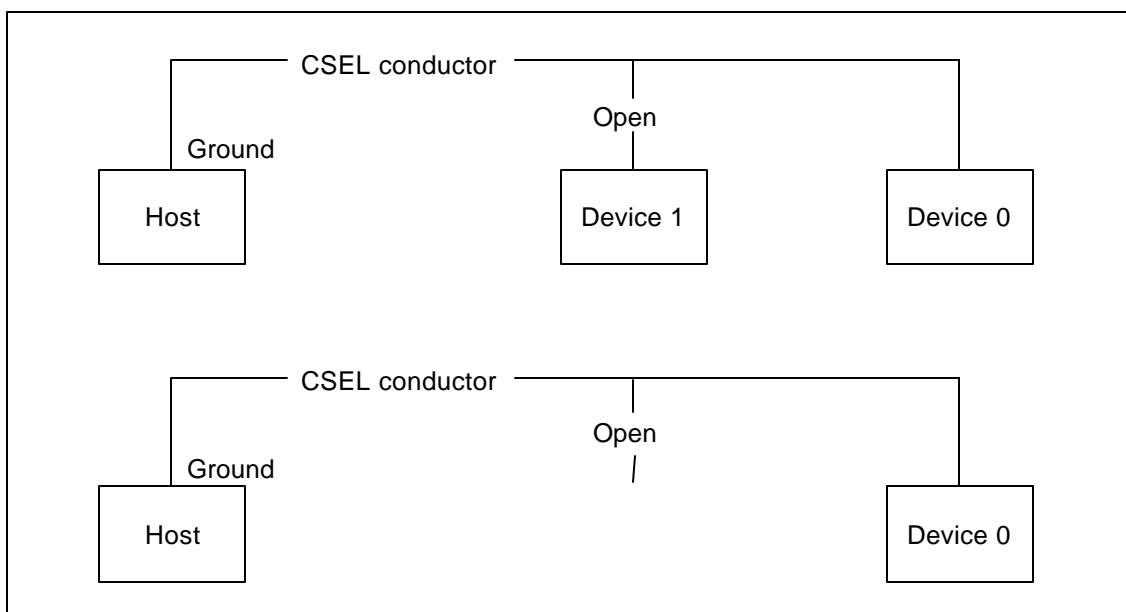 CSEL conductor
Open
Ground
Host
Device 1
Device 0
CSEL conductor
Open
Ground
Host
Device 0